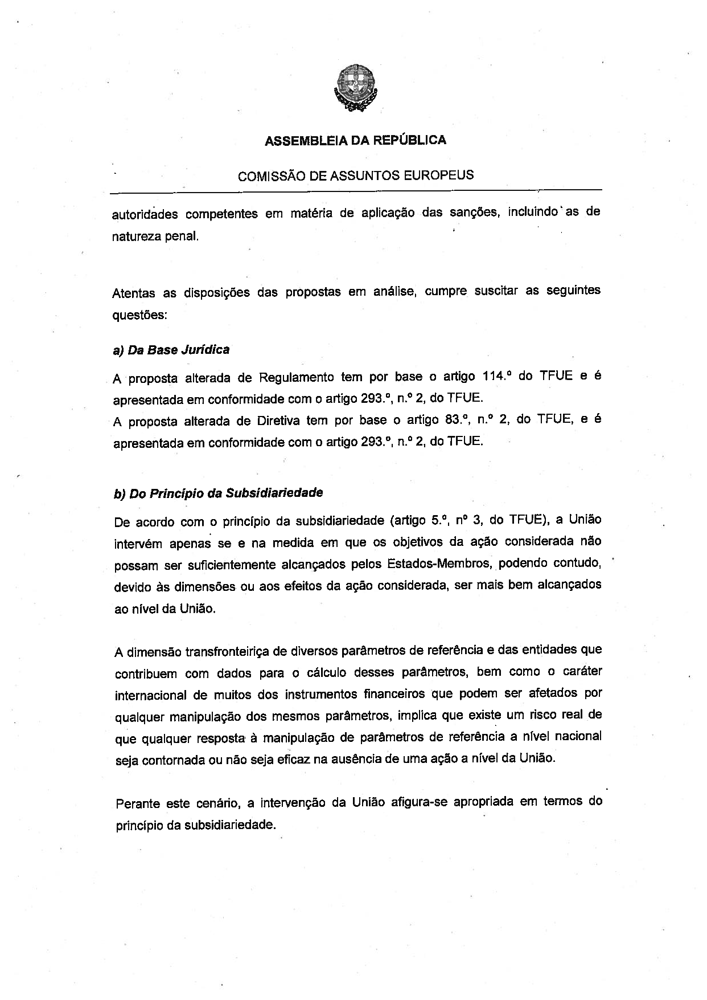 ASSEMBLEIA DA REPÚBLICA
COMISSÃO DE ASSUNTOS EUROPEUS
autoridades competentes em matéria de aplicação das sanções, incluindo as de
natureza penal.
Atentas as disposições das propostas em análise, cumpre suscitar as seguintes
questões:
a) Da Base Jurídica
A proposta alterada de Regulamento tem por base o artigo 114.º do TFUE e é
apresentada em conformidade com o artigo 293.º, n.º 2, do TFUE.
A proposta alterada de Diretiva tem por base o artigo 83.º, n.º 2, do TFUE, e é
apresentada em conformidade com o artigo 293.º, n.º 2, do TFUE.
b) Do Princípio da Subsidiariedade
De acordo com o princípio da subsidiariedade (artigo 5.º, nº 3, do TFUE), a União
intervém apenas se e na medida em que os objetivos da ação considerada não
possam ser suficientemente alcançados pelos Estados-Membros, podendo contudo,
devido às dimensões ou aos efeitos da ação considerada, ser mais bem alcançados
ao nível da União.
A dimensão transfronteiriça de diversos parâmetros de referência e das entidades que
contribuem com dados para o cálculo desses parâmetros, bem como o caráter
internacional de muitos dos instrumentos financeiros que podem ser afetados por
qualquer manipulação dos mesmos parâmetros, implica que existe um risco real de
que qualquer resposta à manipulação de parâmetros de referência a nível nacional
seja contornada ou não seja eficaz na ausência de uma ação a nível da União.
Perante este cenário, a intervenção da União afigura-se apropriada em termos do
princípio da subsidiariedade.